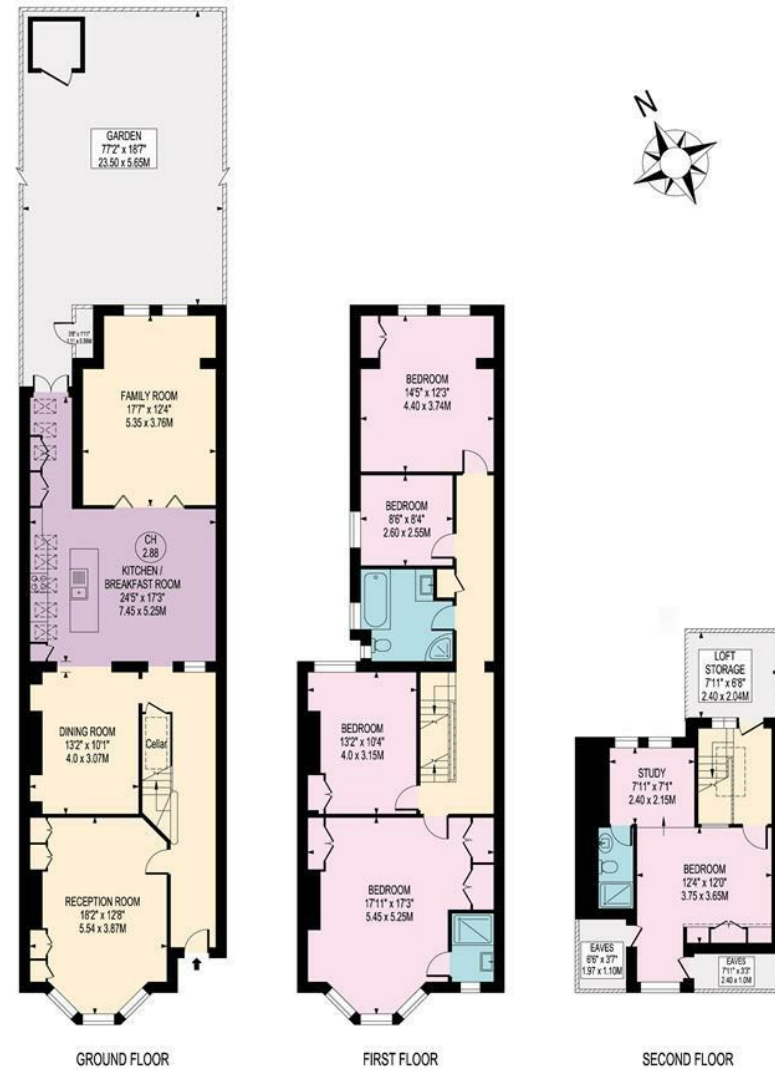 N
GARDEN
77'2" x 18'7"
23.50 x 5.65M
FAMILY ROOM
17'7" x 12'4"
5.35 x 3.76M
CH
2.88
KITCHEN /
BREAKFAST ROOM
24'5" x 17'3"
7.45 x 5.25M
DINING ROOM
13'2" x 10'1"
4.0 x 3.07M
Cellar
RECEPTION ROOM
18'2" x 12'8"
5.54 x 3.87M
GROUND FLOOR
BEDROOM
14'5" x 12'3"
4.40 x 3.74M
BEDROOM
8'6" x 8'4"
2.60 x 2.55M
BEDROOM
13'2" x 10'4"
4.0 x 3.15M
BEDROOM
17'11" x 17'3"
5.45 x 5.25M
FIRST FLOOR
LOFT
STORAGE
7'11" x 6'8"
2.40 x 2.04M
STUDY
7'11" x 7'1"
2.40 x 2.15M
BEDROOM
12'4" x 12'0"
3.75 x 3.65M
EAVES
6'6" x 3'7"
1.97 x 1.10M
EAVES
7'11" x 3'3"
2.40 x 1.0M
SECOND FLOOR